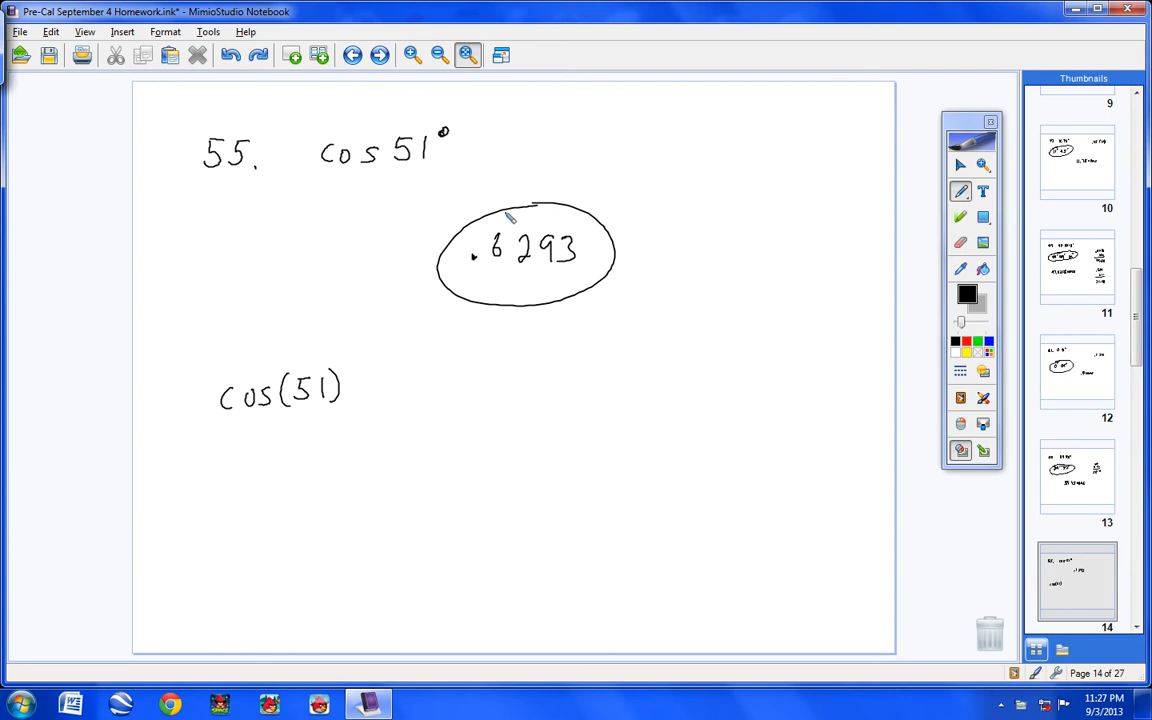 Pre-Cal September 4 Homework.ink* - MimioStudio Notebook
File Edit View Insert Format Tools Help
Thumbnails
55. cos 51°
.6293
cos(51)
T
9
10
11
12
13
14
Page 14 of 27
W
11:27 PM
9/3/2013